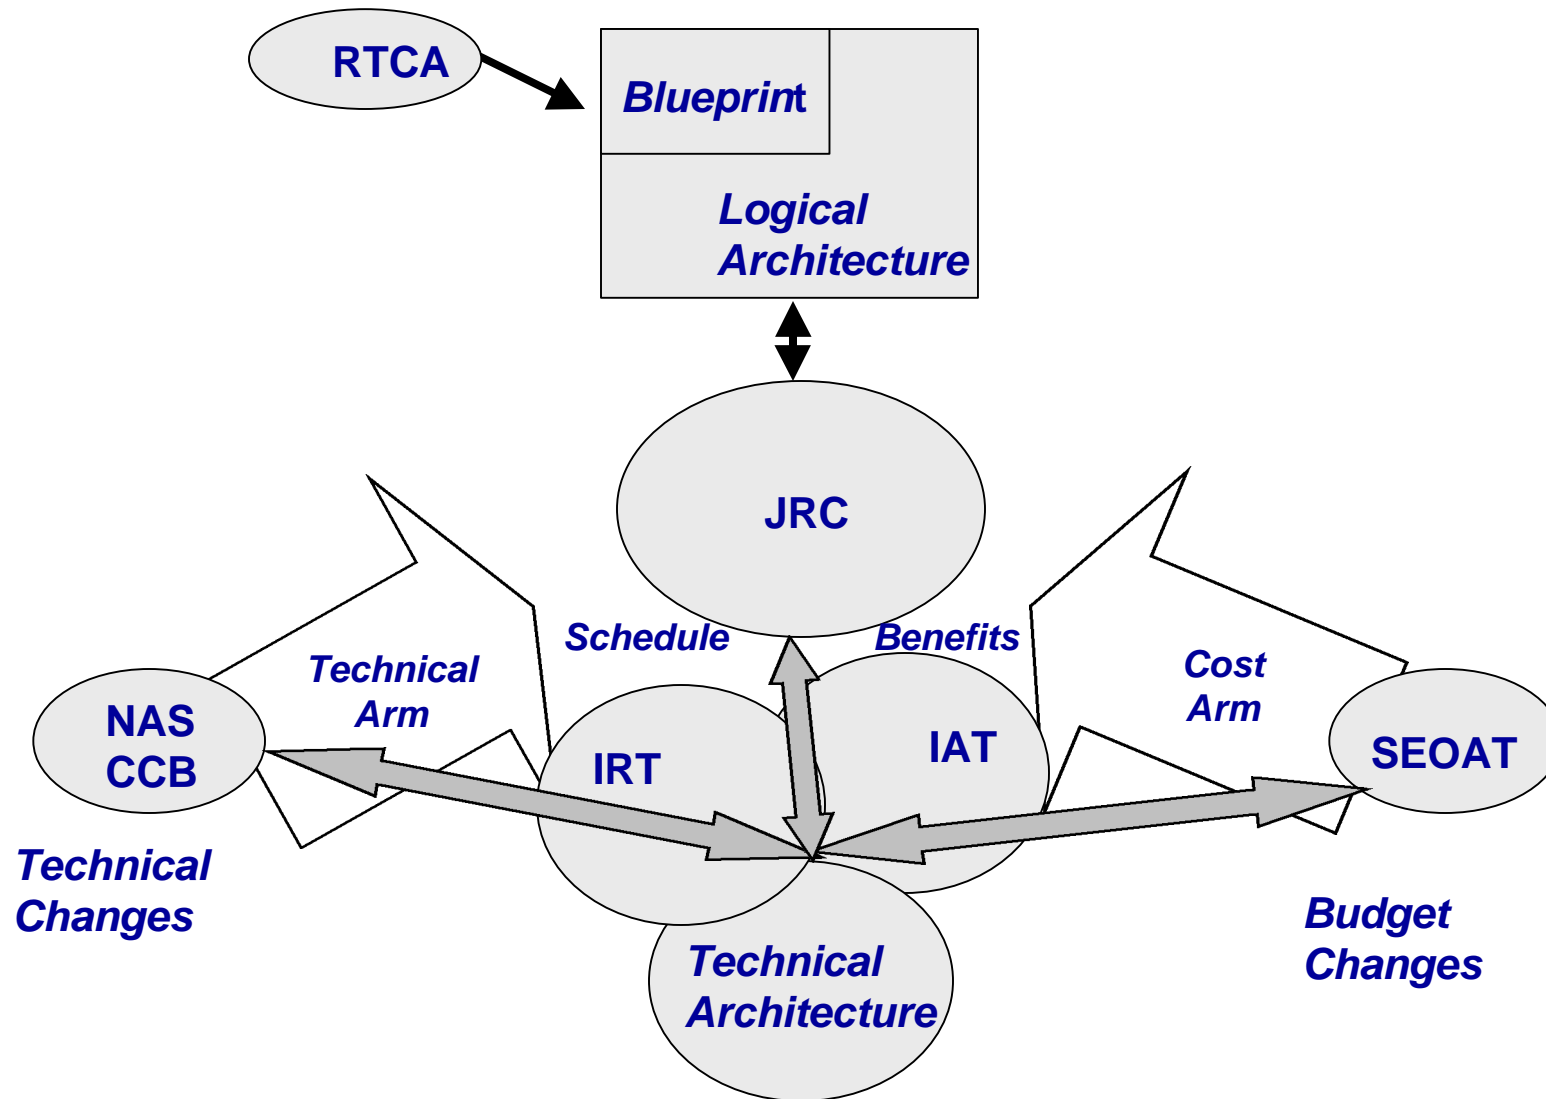 RTCA
Blueprint
Logical
Architecture
JRC
Schedule
Benefits
Technical
Arm
Cost
Arm
NAS
CCB
IRT
IAT
SEOAT
Technical
Changes
Budget
Changes
Technical
Architecture